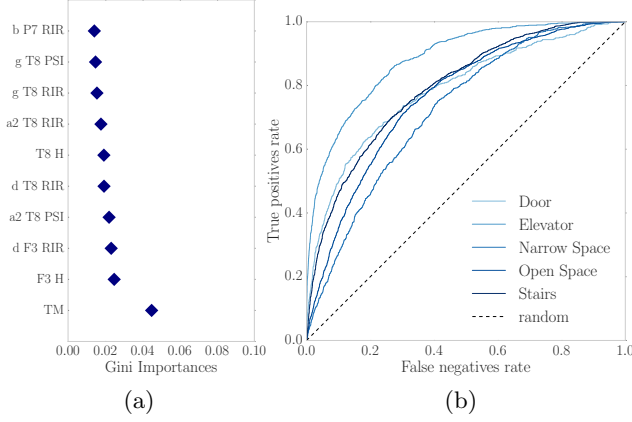 b P7 RIR
g T8 PSI
g T8 RIR
a2 T8 RIR
T8 H
d T8 RIR
a2 T8 PSI
d F3 RIR
F3 H
TM
0.00 0.02 0.04 0.06 0.08 0.10
Gini Importances
(a)
True positives rate
1.0
0.8
0.6
0.4
0.2
0.0
Door
Elevator
Narrow Space
Open Space
Stairs
random
0.0 0.2 0.4 0.6 0.8 1.0
False negatives rate
(b)